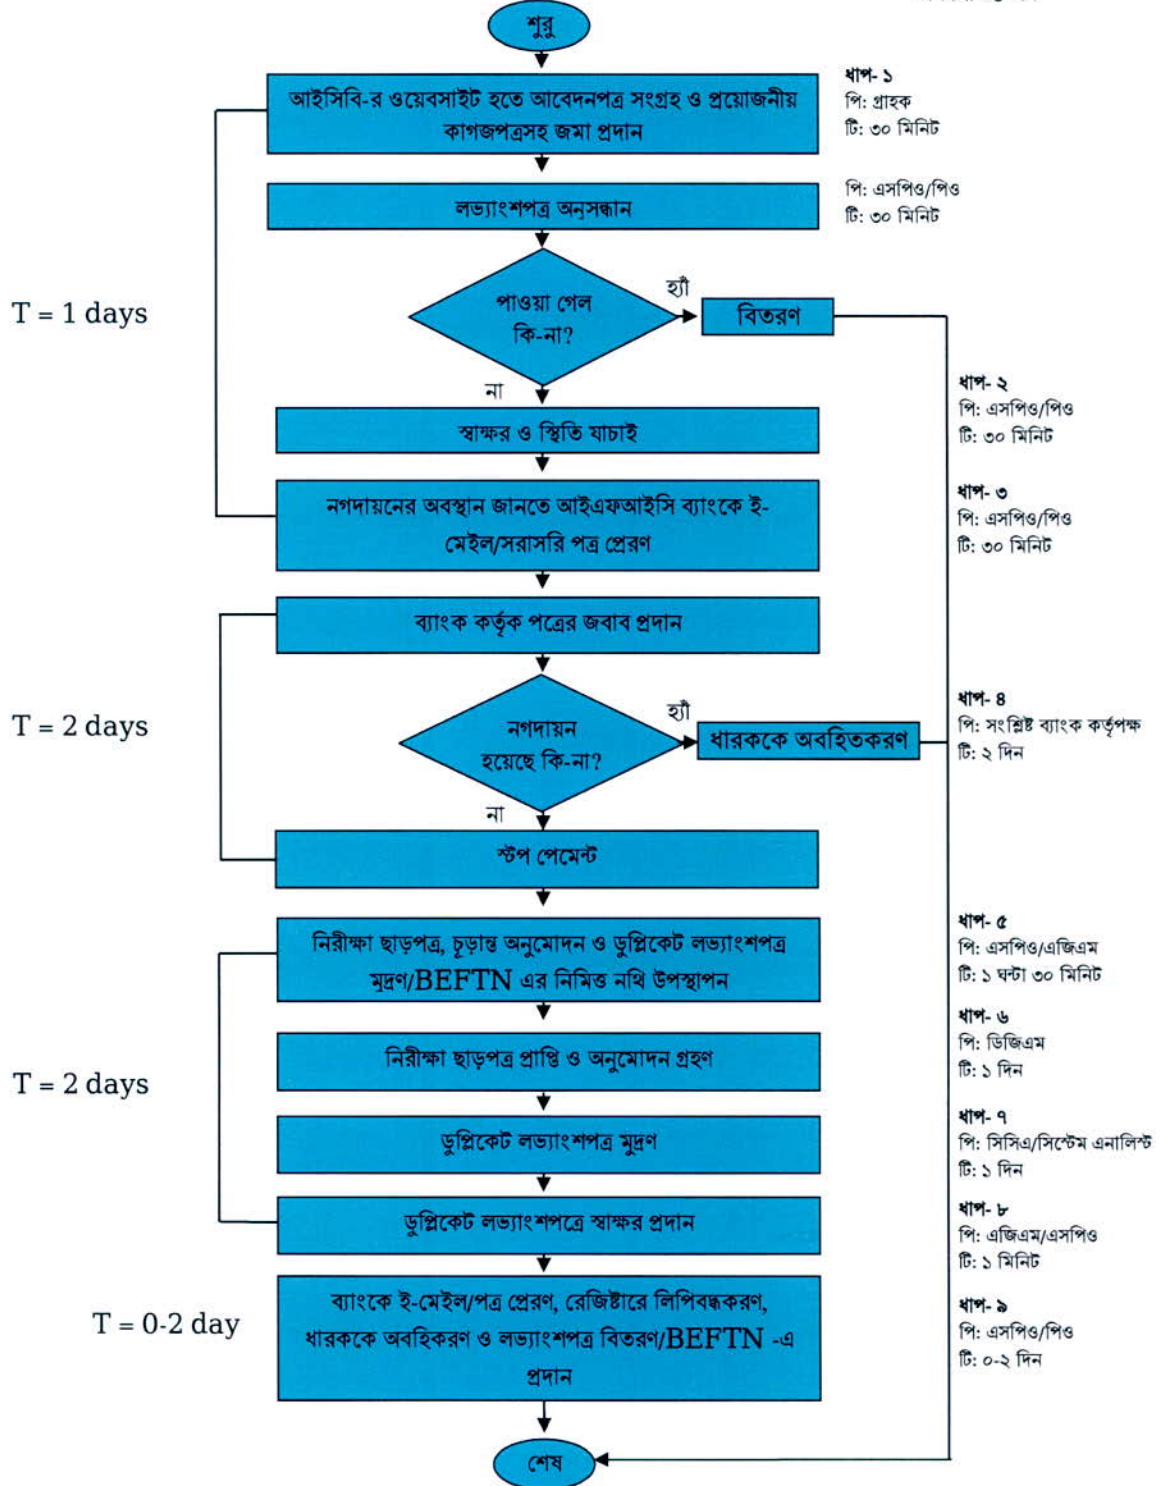 শুরু
আইসিবি-র ওয়েবসাইট হতে আবেদনপত্র সংগ্রহ ও প্রয়োজনীয়
কাগজপত্রসহ জমা প্রদান
ধাপ- ১
পি: গ্রাহক
টি: ৩০ মিনিট
লভ্যাংশপত্র অনুসন্ধান
পি: এসপিও/পিও
টি: ৩০ মিনিট
T = 1 days
পাওয়া গেল
কি-না?
হ্যাঁ
বিতরণ
না
স্বাক্ষর ও স্থিতি যাচাই
ধাপ- ২
পি: এসপিও/পিও
টি: ৩০ মিনিট
নগদায়নের অবস্থান জানতে আইএফআইসি ব্যাংকে ই-
মেইল/সরাসরি পত্র প্রেরণ
ধাপ- ৩
পি: এসপিও/পিও
টি: ৩০ মিনিট
ব্যাংক কর্তৃক পত্রের জবাব প্রদান
T = 2 days
নগদায়ন
হয়েছে কি-না?
হ্যাঁ
ধারককে অবহিতকরণ
না
ধাপ- ৪
পি: সংশ্লিষ্ট ব্যাংক কর্তৃপক্ষ
টি: ২ দিন
স্টপ পেমেন্ট
নিরীক্ষা ছাড়পত্র, চূড়ান্ত অনুমোদন ও ডুপ্লিকেট লভ্যাংশপত্র
মুদ্রণ/BEFTN এর নিমিত্ত নথি উপস্থাপন
ধাপ- ৫
পি: এসপিও/এজিএম
টি: ১ ঘন্টা ৩০ মিনিট
T = 2 days
নিরীক্ষা ছাড়পত্র প্রাপ্তি ও অনুমোদন গ্রহণ
ধাপ- ৬
পি: ডিজিএম
টি: ১ দিন
ডুপ্লিকেট লভ্যাংশপত্র মুদ্রণ
ধাপ- ৭
পি: সিসিএ/সিস্টেম এনালিস্ট
টি: ১ দিন
ডুপ্লিকেট লভ্যাংশপত্রে স্বাক্ষর প্রদান
ধাপ- ৮
পি: এজিএম/এসপিও
টি: ১ মিনিট
T = 0-2 day
ব্যাংকে ই-মেইল/পত্র প্রেরণ, রেজিষ্টারে লিপিবদ্ধকরণ,
ধারককে অবহিকরণ ও লভ্যাংশপত্র বিতরণ/BEFTN -এ
প্রদান
ধাপ- ৯
পি: এসপিও/পিও
টি: ০-২ দিন
শেষ